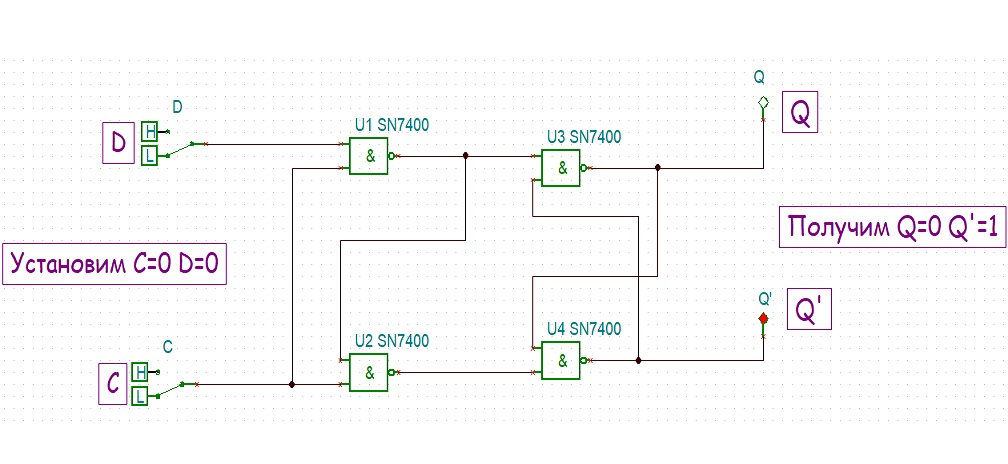 Q
Q
D
D
H
L
U1 SN7400
&
U3 SN7400
&
Получим Q=0 Q'=1
Установим C=0 D=0
Q'
Q'
U2 SN7400
&
U4 SN7400
&
C
C
H
L